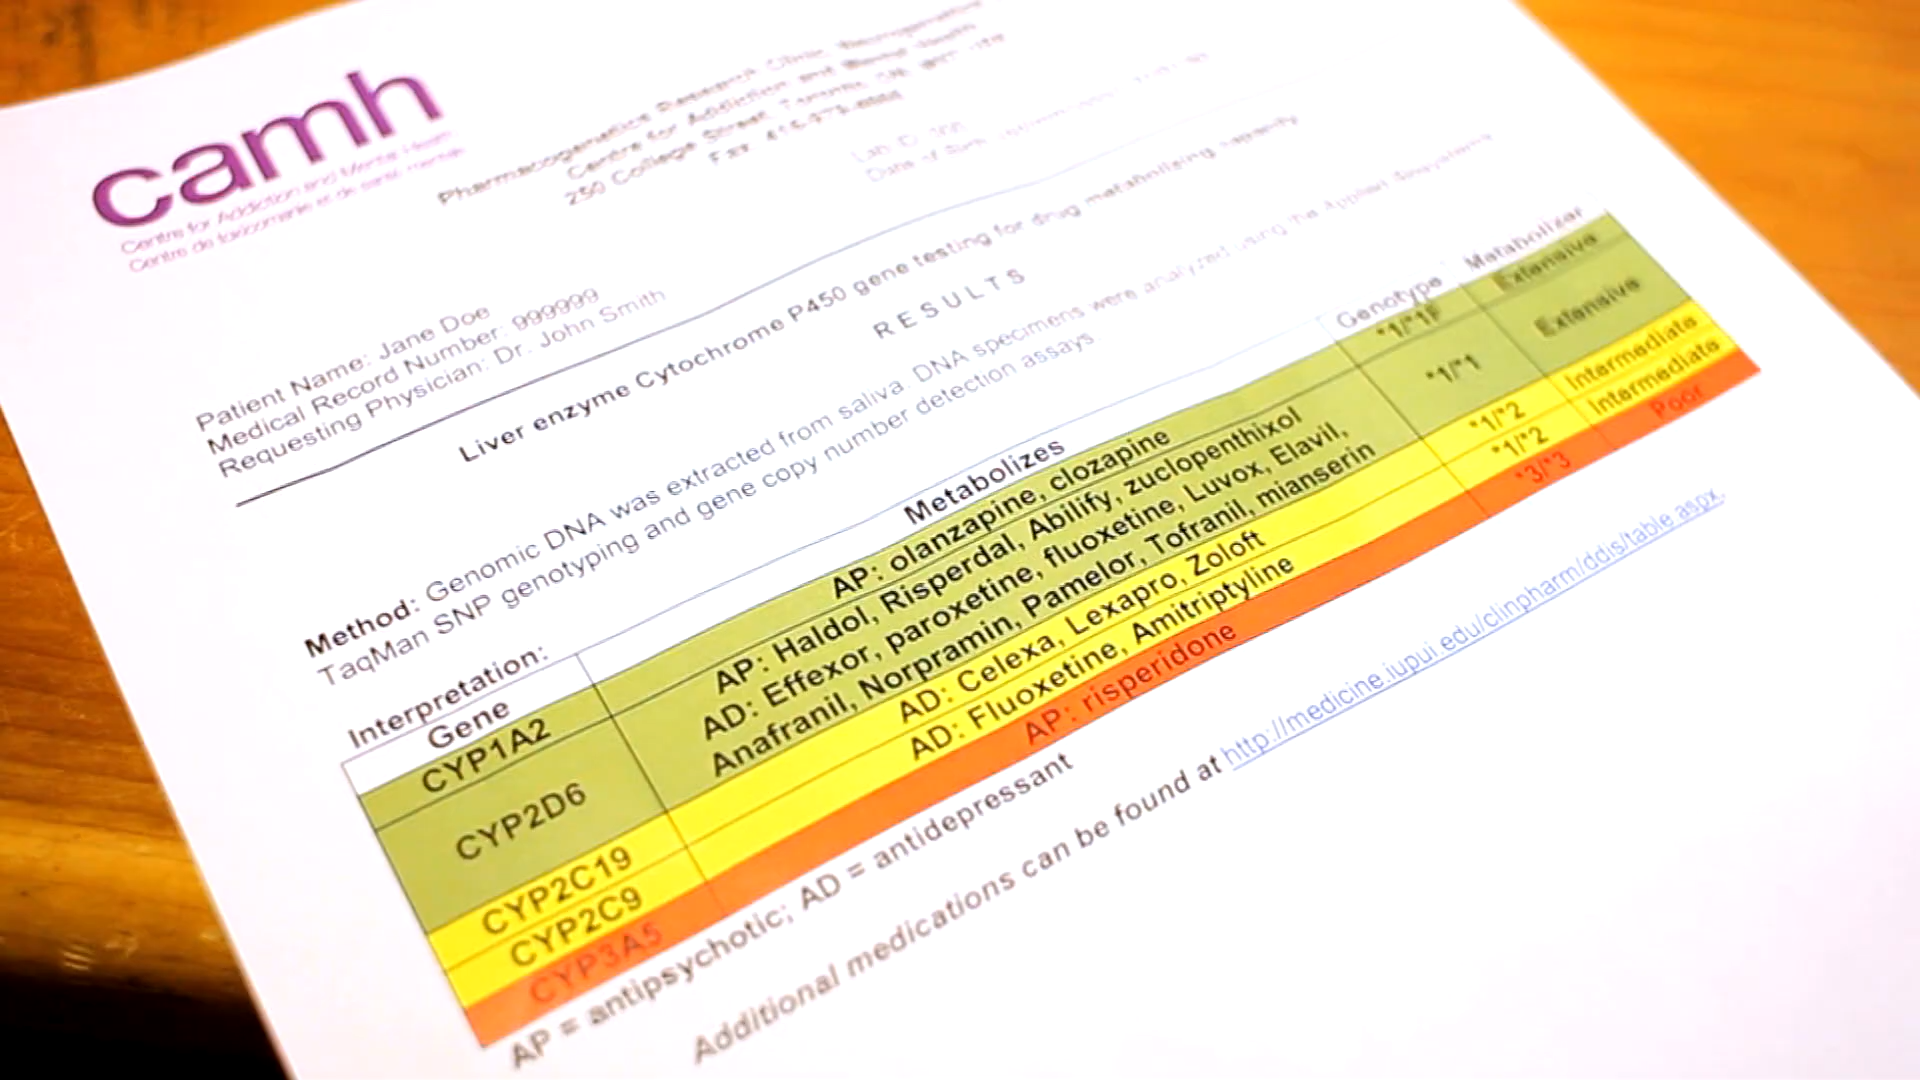 camh
Centre for Addiction and Mental Health
Centre de toxicomanie et de santé mentale
Pharmacogenetics Research Clinic, Neurogenetics
Centre for Addiction and Mental Health
250 College Street, Toronto, ON,
Fax: 416-979-
Patient Name: Jane Doe
Medical Record Number: 999999
Requesting Physician: Dr. John Smith
Liver enzyme Cytochrome P450 gene testing for drug metabolising capacity
RESULTS
Method: Genomic DNA was extracted from saliva. DNA specimens were analyzed using the Applied Biosystems
TaqMan SNP genotyping and gene copy number detection assays.
Interpretation:
Gene Metabolizes Genotype Metabolizer
CYP1A2 AP: olanzapine, clozapine *1/*1F Extensive
CYP2D6 AP: Haldol, Risperdal, Abilify, zuclopenthixol *1/*1 Extensive
AD: Effexor, paroxetine, fluoxetine, Luvox, Elavil,
Anafranil, Norpramin, Pamelor, Tofranil, mianserin
CYP2C19 AD: Celexa, Lexapro, Zoloft *1/*2 Intermediate
CYP2C9 AD: Fluoxetine, Amitriptyline *1/*2 Intermediate
CYP3A5 AP: risperidone *3/*3 Poor
AP = antipsychotic; AD = antidepressant
Additional medications can be found at http://medicine.iupui.edu/clinpharm/ddis/table.aspx.